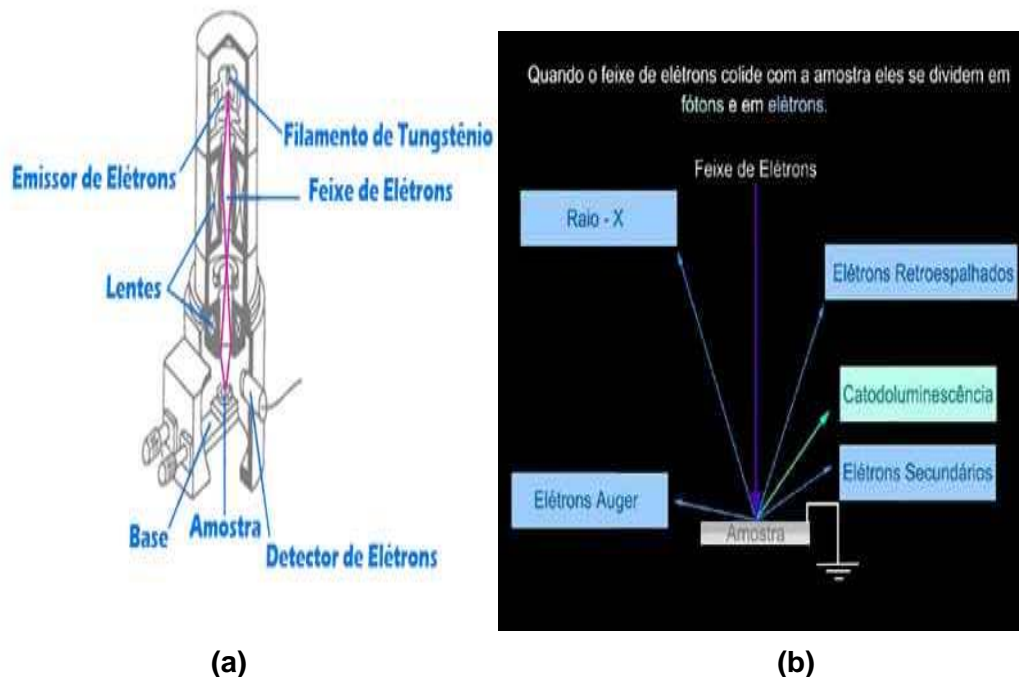 Filamento de Tungstênio
Emissor de Elétrons
Feixe de Elétrons
Lentes
Base
Amostra
Detector de Elétrons
(a)
Quando o feixe de elétrons colide com a amostra eles se dividem em
fótons e em elétrons.
Feixe de Elétrons
Raio - X
Elétrons Retroespalhados
Catodoluminescência
Elétrons Secundários
Elétrons Auger
Amostra
(b)